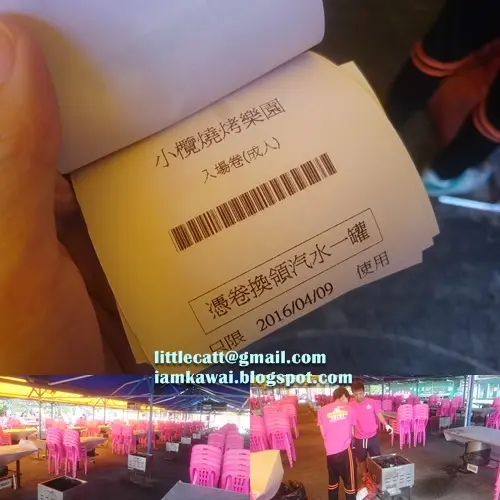 小欖燒烤樂園
入場卷(成人)
憑卷換領汽水一罐
只限 2016/04/09 使用
littlecatt@gmail.com
iamkawai.blogspot.com